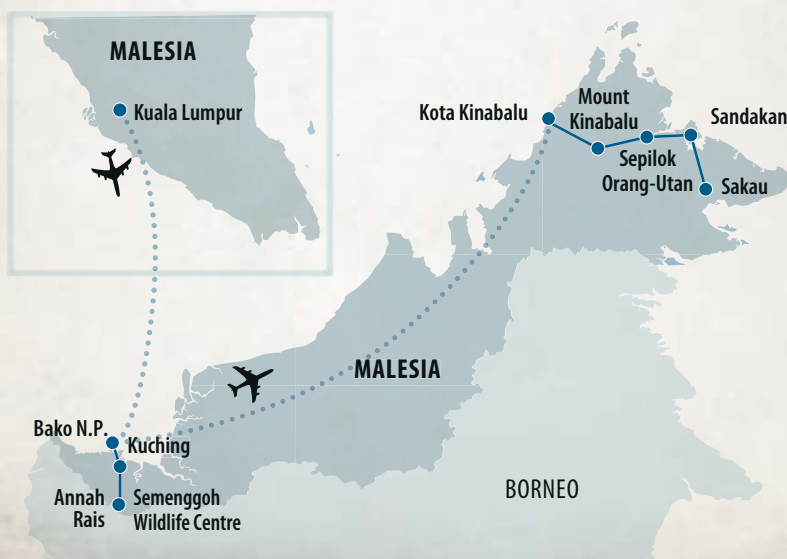 MALESIA
Kuala Lumpur
Kota Kinabalu
Mount
Kinabalu
Sandakan
Sepilok
Orang-Utan
Sakau
MALESIA
Bako N.P.
Kuching
Annah
Rais
Semenggoh
Wildlife Centre
BORNEO